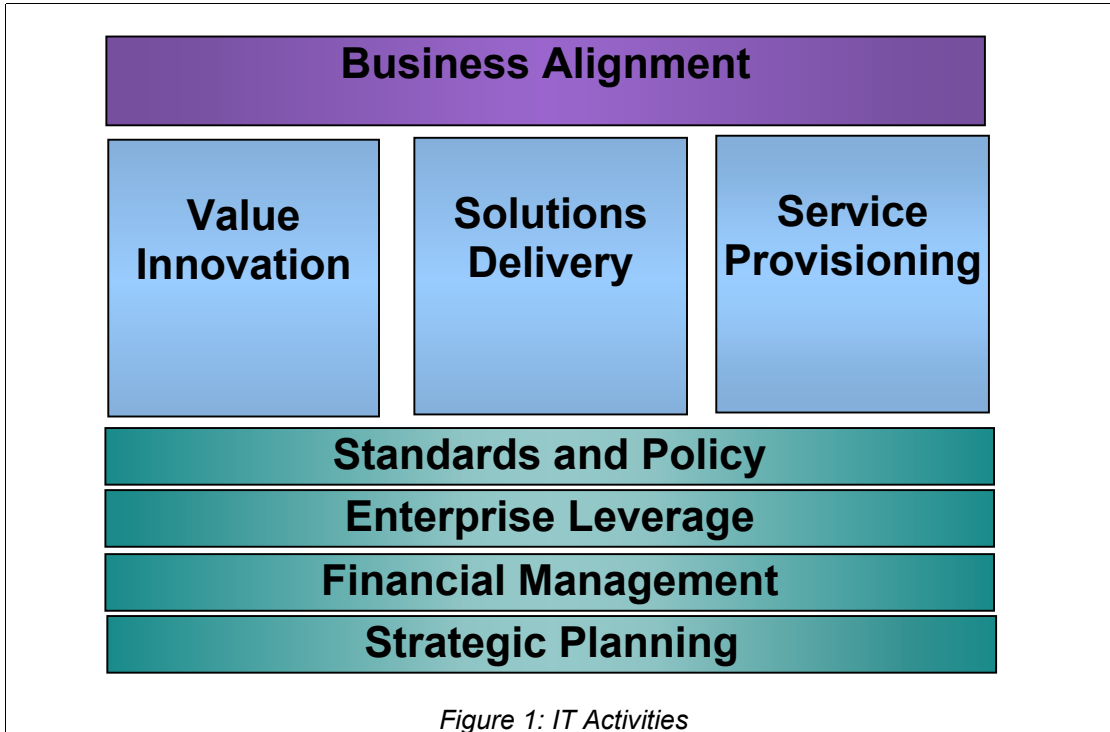 Business Alignment
Value
Innovation
Solutions
Delivery
Service
Provisioning
Standards and Policy
Enterprise Leverage
Financial Management
Strategic Planning
Figure 1: IT Activities